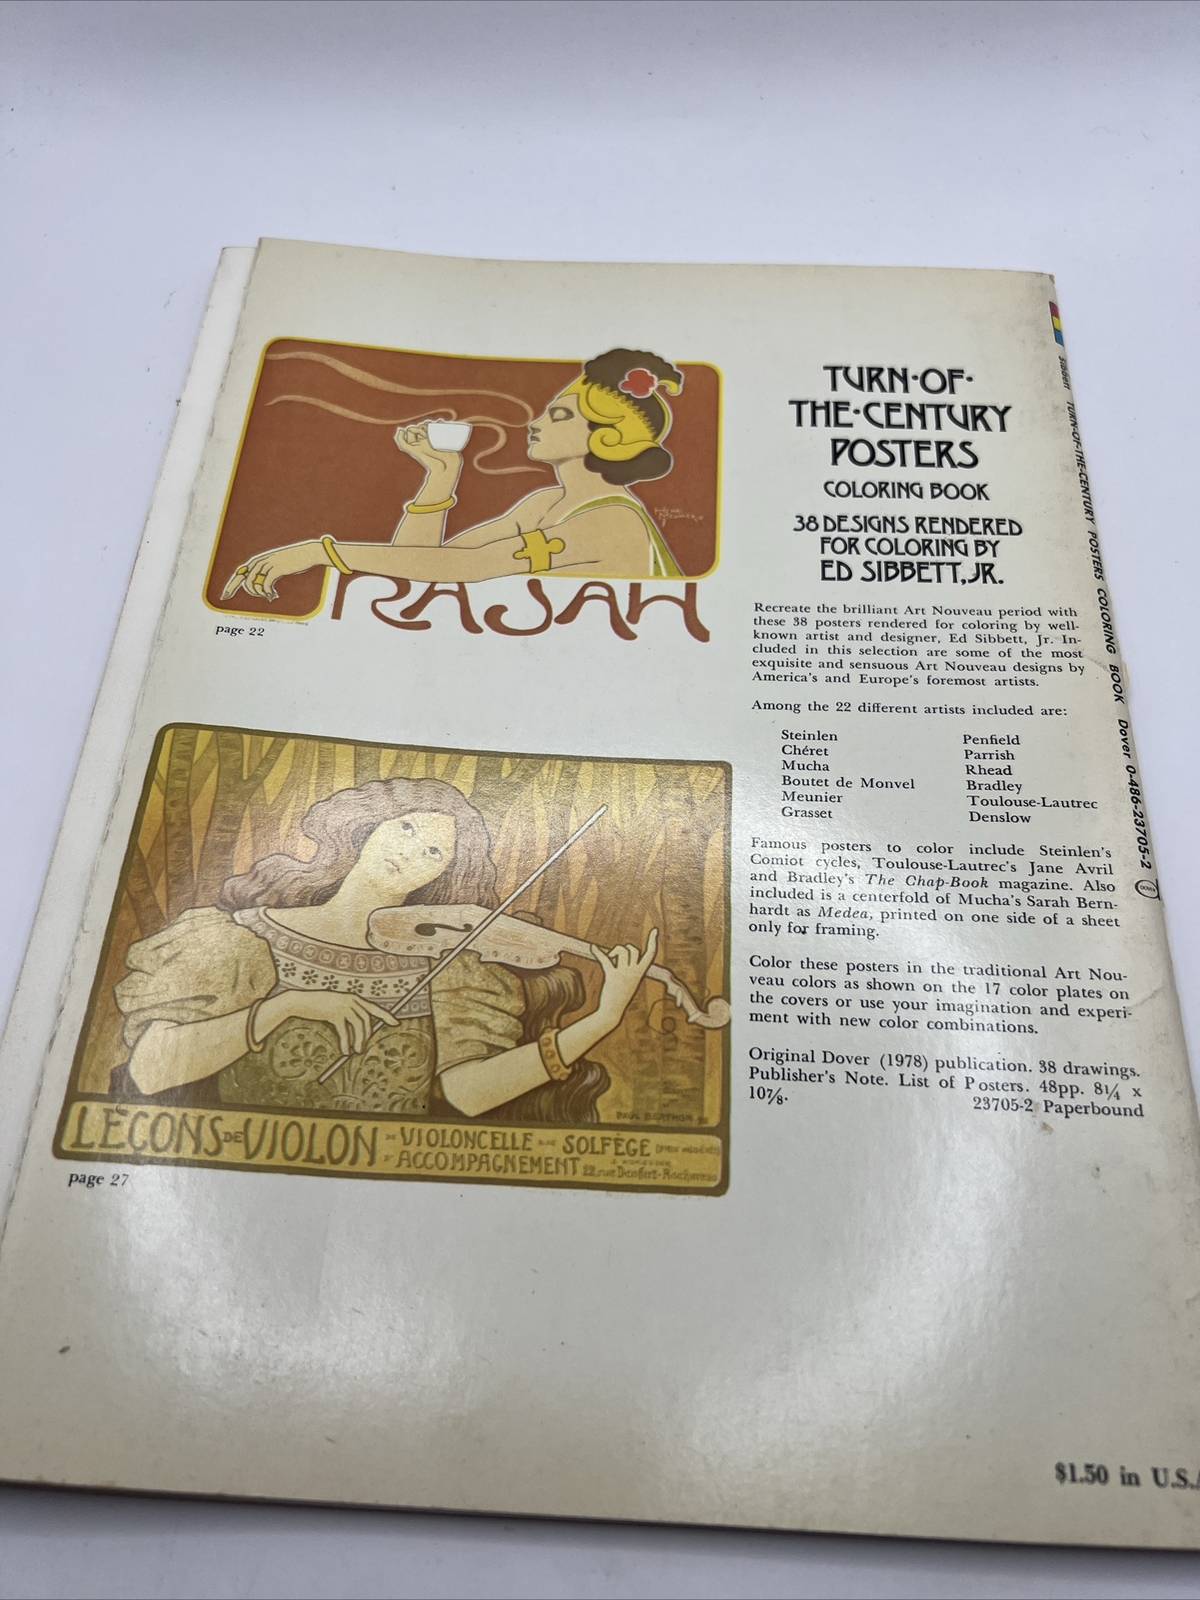 HENRI
MEUNIER
RAJAH
page 22
PAUL BERTHON
LEÇONS DE VIOLON
DE VIOLONCELLE DE SOLFÈGE
D'ACCOMPAGNEMENT 22, rue Denfert-Rochereau
page 27
TURN·OF·
THE·CENTURY
POSTERS
COLORING BOOK
38 DESIGNS RENDERED
FOR COLORING BY
ED SIBBETT, JR.
Recreate the brilliant Art Nouveau period with
these 38 posters rendered for coloring by well-
known artist and designer, Ed Sibbett, Jr. In-
cluded in this selection are some of the most
exquisite and sensuous Art Nouveau designs by
America's and Europe's foremost artists.
Among the 22 different artists included are:
Steinlen
Chéret
Mucha
Boutet de Monvel
Meunier
Grasset
Penfield
Parrish
Rhead
Bradley
Toulouse-Lautrec
Denslow
Famous posters to color include Steinlen's
Comiot cycles, Toulouse-Lautrec's Jane Avril
and Bradley's The Chap-Book magazine. Also
included is a centerfold of Mucha's Sarah Bern-
hardt as Medea, printed on one side of a sheet
only for framing.
Color these posters in the traditional Art Nou-
veau colors as shown on the 17 color plates on
the covers or use your imagination and experi-
ment with new color combinations.
Original Dover (1978) publication. 38 drawings.
Publisher's Note. List of Posters. 48pp. 8¼ x
10⅞. 23705-2 Paperbound
$1.50 in U.S.A
Sibbett TURN-OF-THE-CENTURY POSTERS COLORING BOOK Dover 0-486-23705-2
DOVER